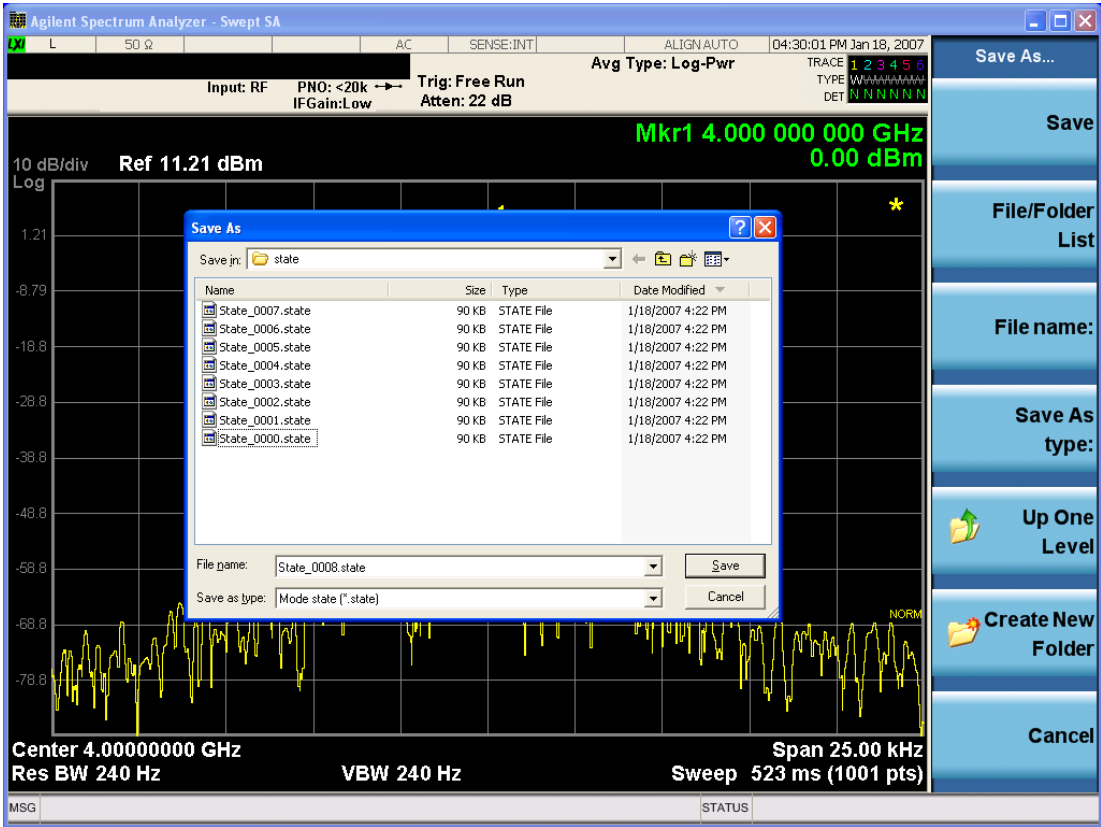 Agilent Spectrum Analyzer - Swept SA
LXI L 50 Ω AC SENSE:INT ALIGN AUTO 04:30:01 PM Jan 18, 2007
Input: RF PNO: <20k Trig: Free Run Avg Type: Log-Pwr TRACE 1 2 3 4 5 6
IFGain:Low Atten: 22 dB TYPE WWWWWW
DET N N N N N N
Mkr1 4.000 000 000 GHz
0.00 dBm
10 dB/div Ref 11.21 dBm
Log
1.21
-8.79
-18.8
-28.8
-38.8
-48.8
-58.8
-68.8
-78.8
*
Save As
?
Save in: state
Name Size Type Date Modified
State_0007.state 90 KB STATE File 1/18/2007 4:22 PM
State_0006.state 90 KB STATE File 1/18/2007 4:22 PM
State_0005.state 90 KB STATE File 1/18/2007 4:22 PM
State_0004.state 90 KB STATE File 1/18/2007 4:22 PM
State_0003.state 90 KB STATE File 1/18/2007 4:22 PM
State_0002.state 90 KB STATE File 1/18/2007 4:22 PM
State_0001.state 90 KB STATE File 1/18/2007 4:22 PM
State_0000.state 90 KB STATE File 1/18/2007 4:22 PM
File name: State_0008.state Save
Save as type: Mode state (*.state) Cancel
NORM
Center 4.00000000 GHz Span 25.00 kHz
Res BW 240 Hz VBW 240 Hz Sweep 523 ms (1001 pts)
MSG STATUS
Save As...
Save
File/Folder
List
File name:
Save As
type:
Up One
Level
Create New
Folder
Cancel